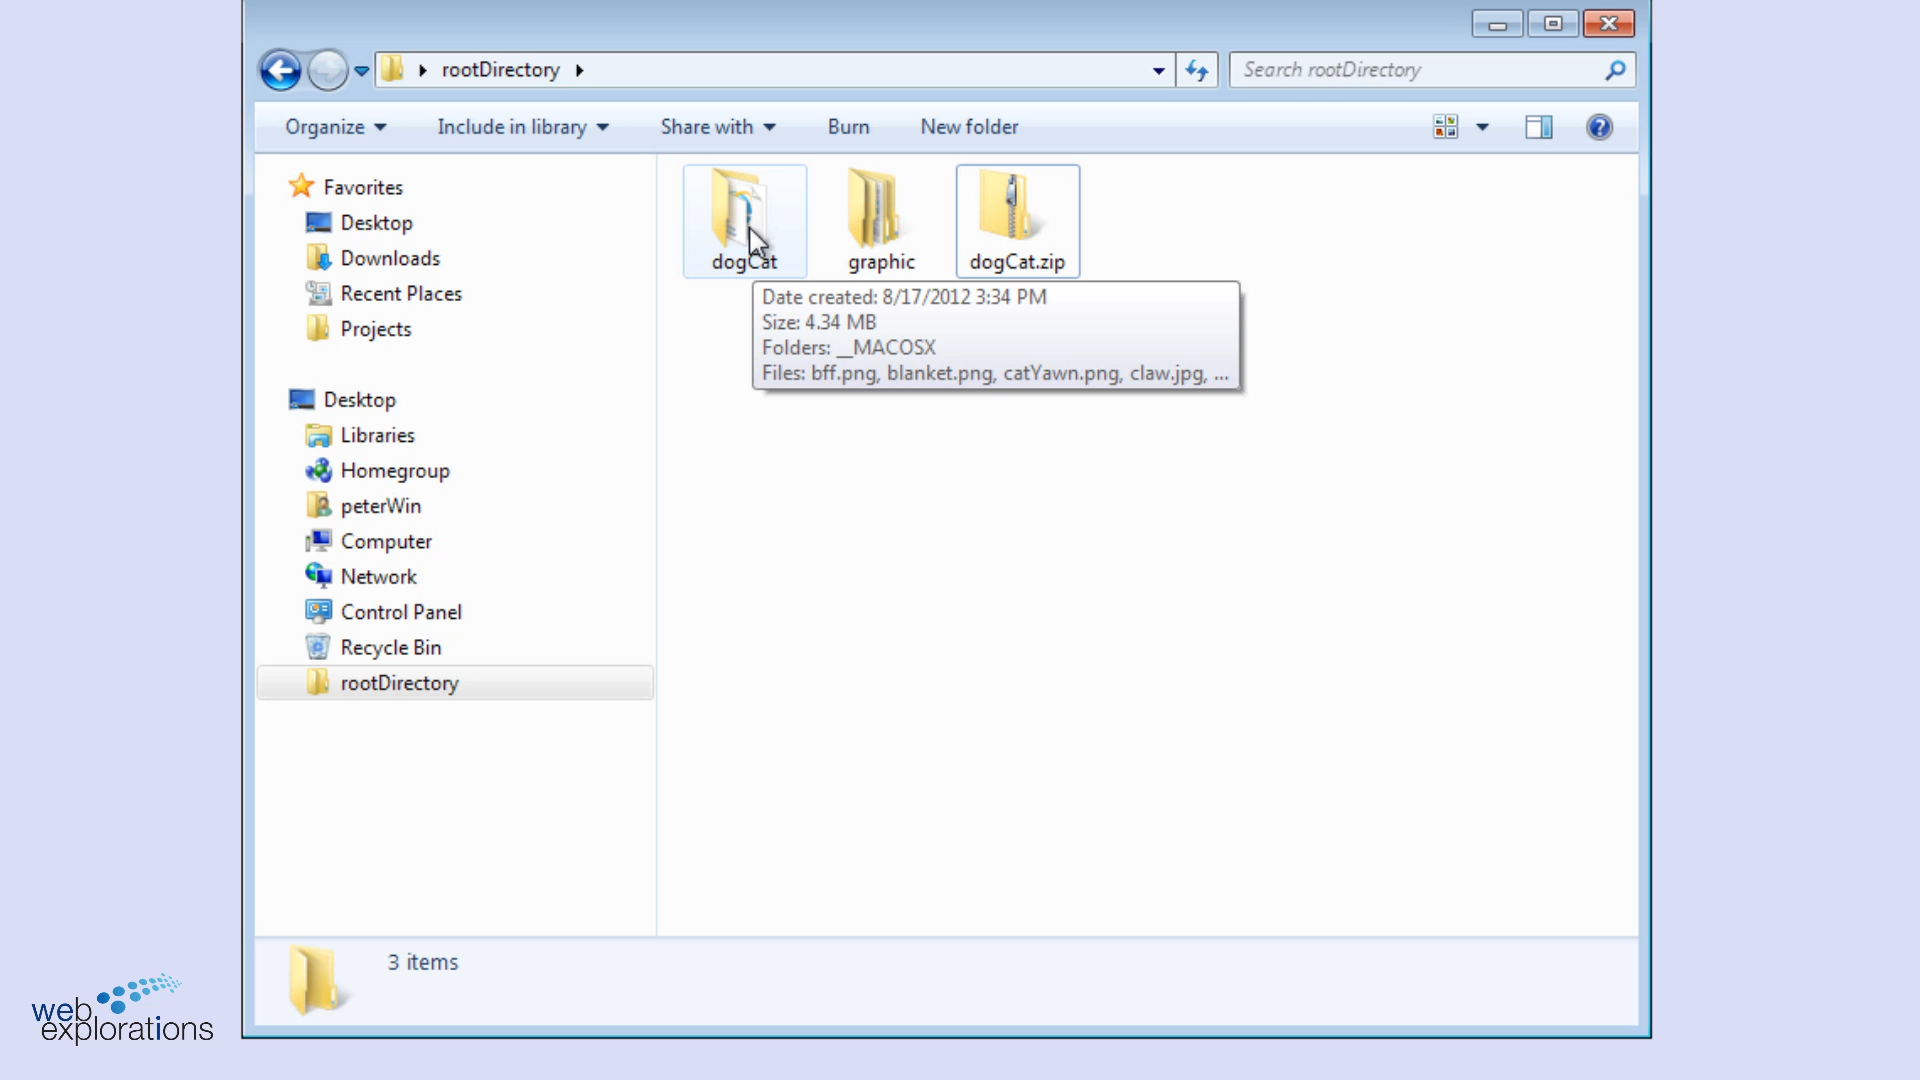 rootDirectory
Search rootDirectory
Organize
Include in library
Share with
Burn
New folder
Favorites
Desktop
Downloads
Recent Places
Projects
Desktop
Libraries
Homegroup
peterWin
Computer
Network
Control Panel
Recycle Bin
rootDirectory
dogCat
graphic
dogCat.zip
Date created: 8/17/2012 3:34 PM
Size: 4.34 MB
Folders: __MACOSX
Files: bff.png, blanket.png, catYawn.png, claw.jpg, ...
3 items
web
explorations